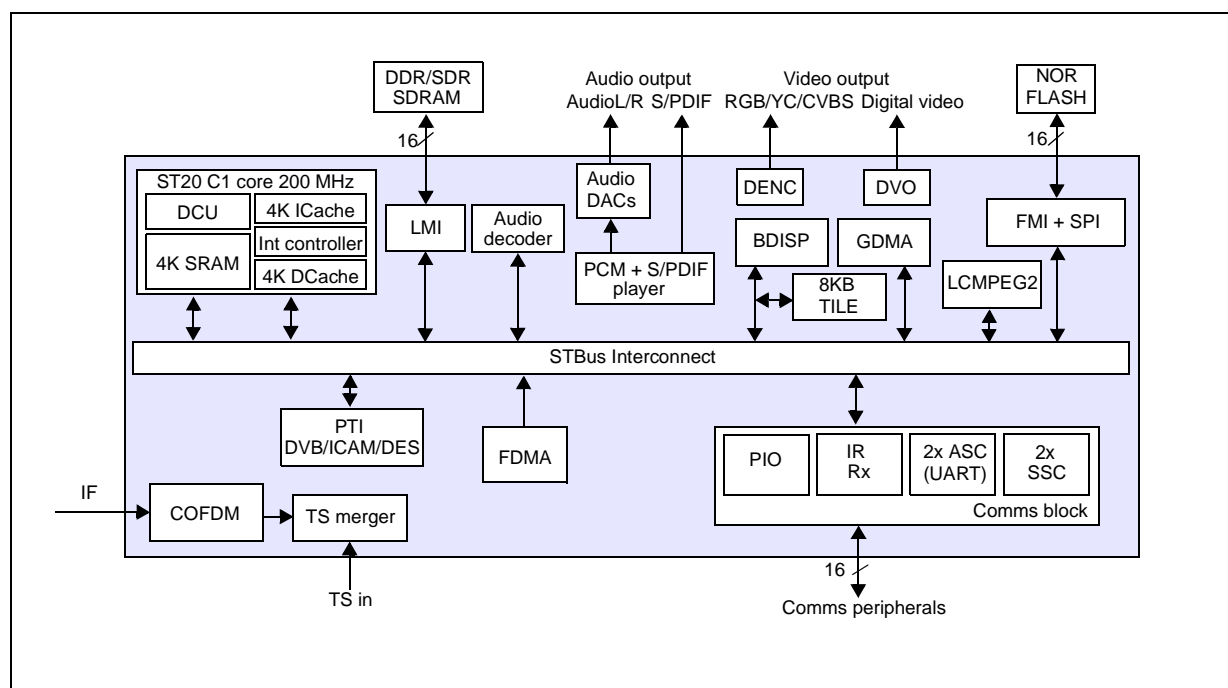 DDR/SDR
SDRAM
Audio output
AudioL/R S/PDIF
Video output
RGB/YC/CVBS Digital video
NOR
FLASH
16
16
ST20 C1 core 200 MHz
DCU
4K ICache
4K SRAM
Int controller
4K DCache
LMI
Audio
decoder
Audio
DACs
PCM + S/PDIF
player
DENC
DVO
BDISP
GDMA
8KB
TILE
FMI + SPI
LCMPEG2
STBus Interconnect
PTI
DVB/ICAM/DES
FDMA
PIO
IR
Rx
2x ASC
(UART)
2x
SSC
Comms block
IF
COFDM
TS merger
TS in
16
Comms peripherals